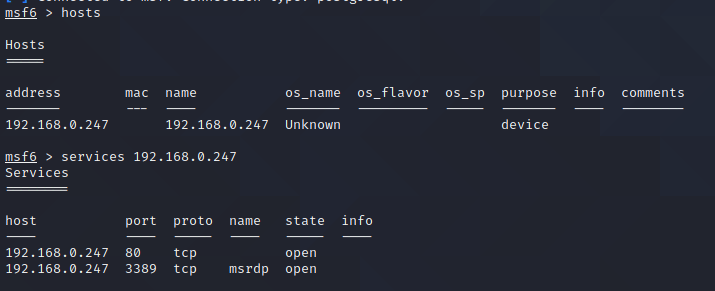 msf6 > hosts
Hosts
=====
address mac name os_name os_flavor os_sp purpose info comments
------- --- ---- ------- --------- ----- ------- ---- --------
192.168.0.247 192.168.0.247 Unknown device
msf6 > services 192.168.0.247
Services
========
host port proto name state info
---- ---- ----- ---- ----- ----
192.168.0.247 80 tcp open
192.168.0.247 3389 tcp msrdp open